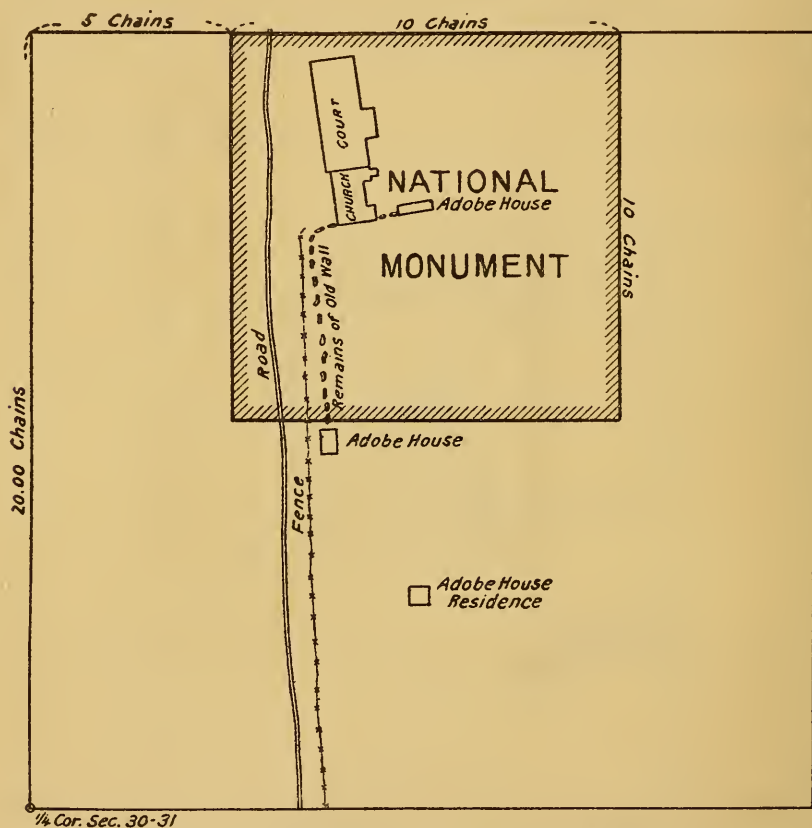 5 Chains
10 Chains
COURT
CHURCH
NATIONAL
Adobe House
MONUMENT
10 Chains
Remains of Old Wall
Road
20.00 Chains
Adobe House
Fence
Adobe House
Residence
1/4 Cor. Sec. 30-31